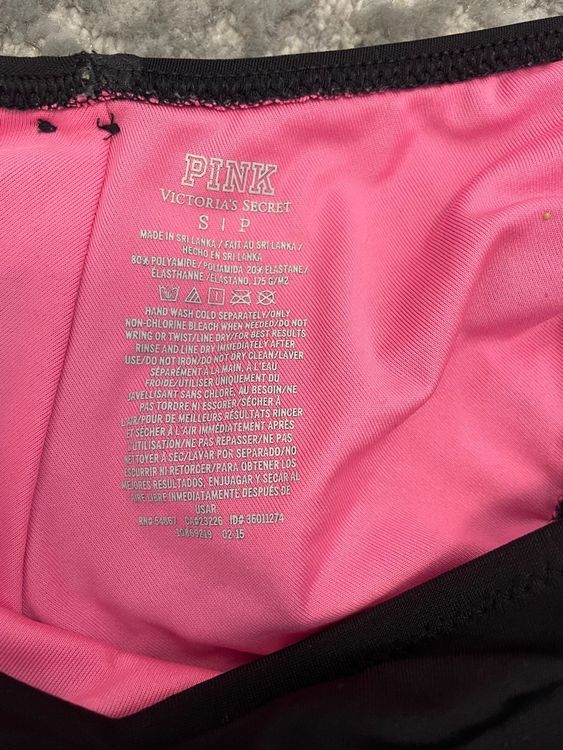 PINK
VICTORIA'S SECRET
S | P
MADE IN SRI LANKA / FAIT AU SRI LANKA /
HECHO EN SRI LANKA
80% POLYAMIDE / POLIAMIDA 20% ELASTANE/
ÉLASTHANNE / ELASTANO, 175 G/M2
HAND WASH COLD SEPARATELY/ONLY
NON-CHLORINE BLEACH WHEN NEEDED/DO NOT
WRING OR TWIST/LINE DRY/FOR BEST RESULTS
RINSE AND LINE DRY IMMEDIATELY AFTER
USE/DO NOT IRON/DO NOT DRY CLEAN/LAVER
SÉPARÉMENT À LA MAIN, À L'EAU
FROIDE/UTILISER UNIQUEMENT DU
JAVELLISANT SANS CHLORE, AU BESOIN/NE
PAS TORDRE NI ESSORER/SÉCHER À
L'AIR/POUR DE MEILLEURS RÉSULTATS RINCER
ET SÉCHER À L'AIR IMMÉDIATEMENT APRÈS
L'UTILISATION/NE PAS REPASSER/NE PAS
NETTOYER À SEC/LAVAR POR SEPARADO/NO
ESCURRIR NI RETORCER/PARA OBTENER LOS
MEJORES RESULTADOS, ENJUAGAR Y SECAR AL
AIRE LIBRE INMEDIATAMENTE DESPUÉS DE
USAR
RN# 54867 CA#23226 ID# 36011274
10869219 02 15